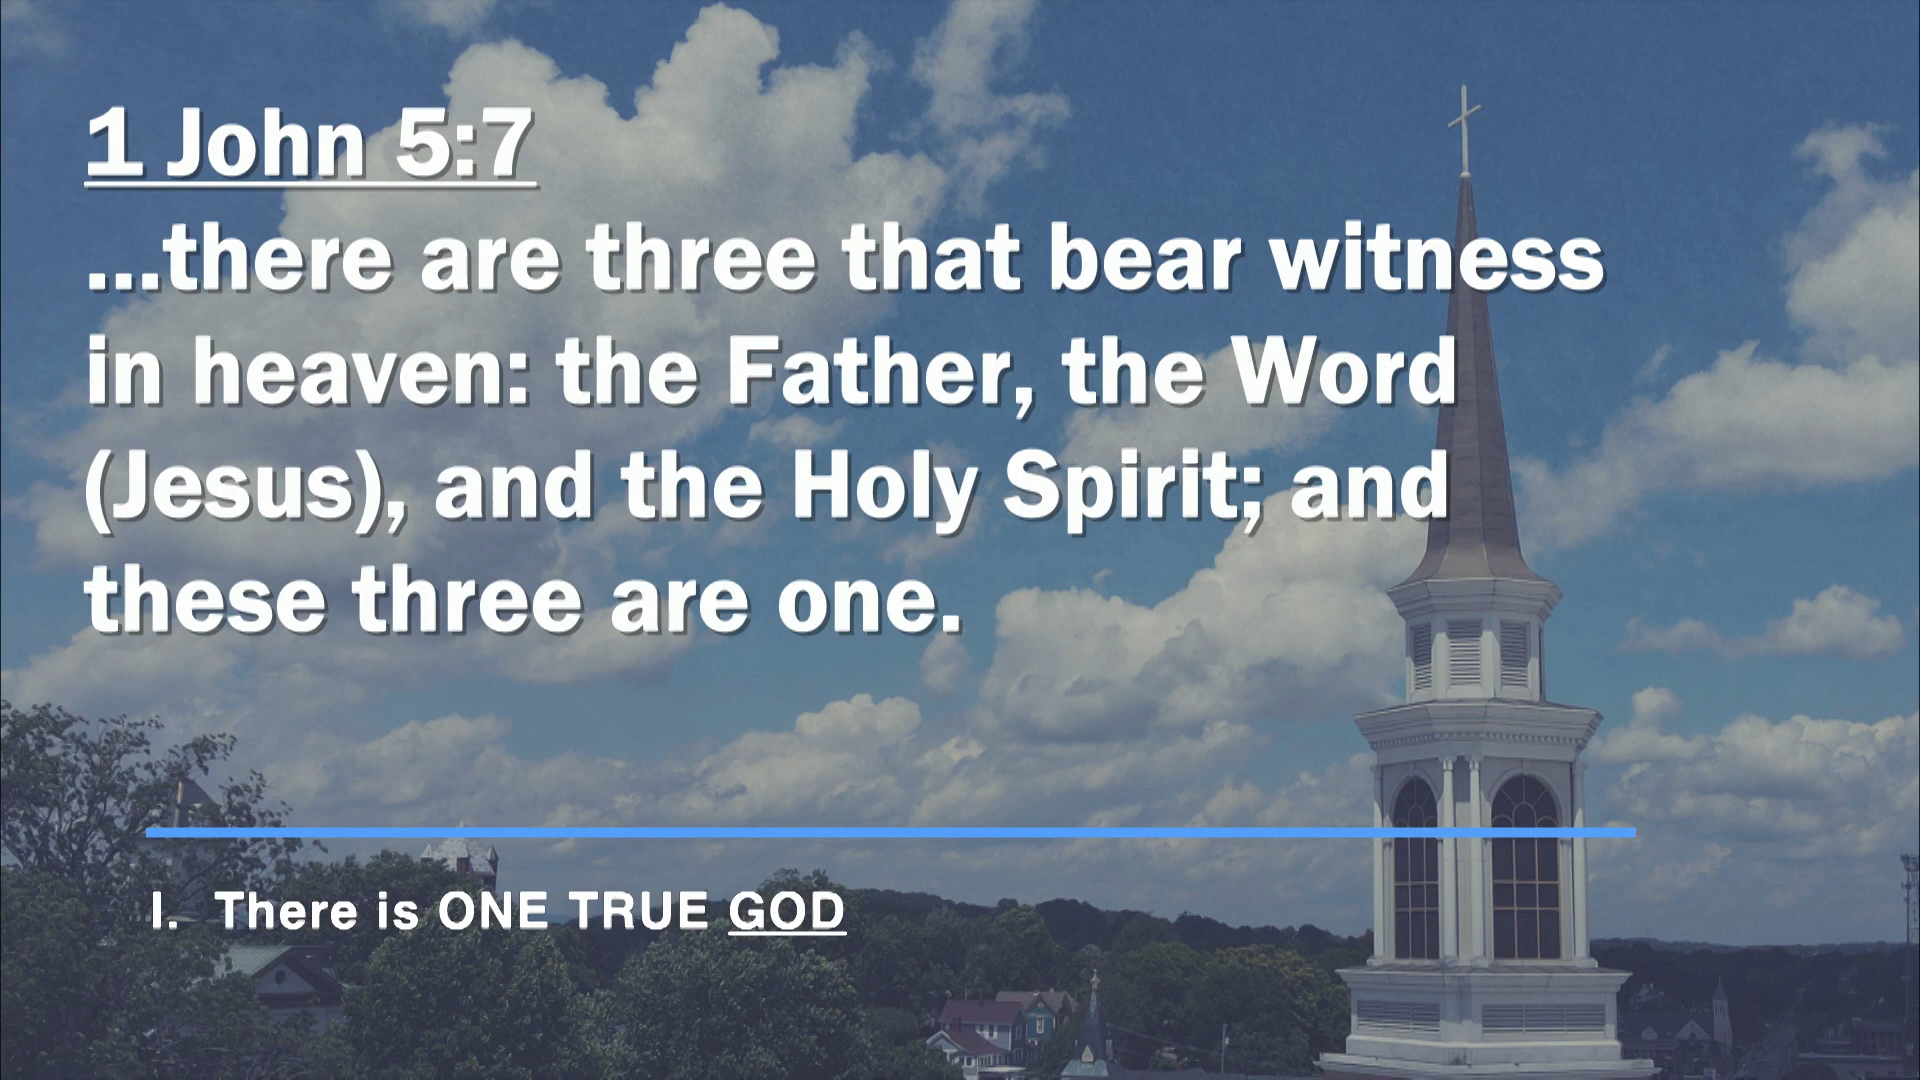 1 John 5:7
...there are three that bear witness
in heaven: the Father, the Word
(Jesus), and the Holy Spirit; and
these three are one.
I. There is ONE TRUE GOD